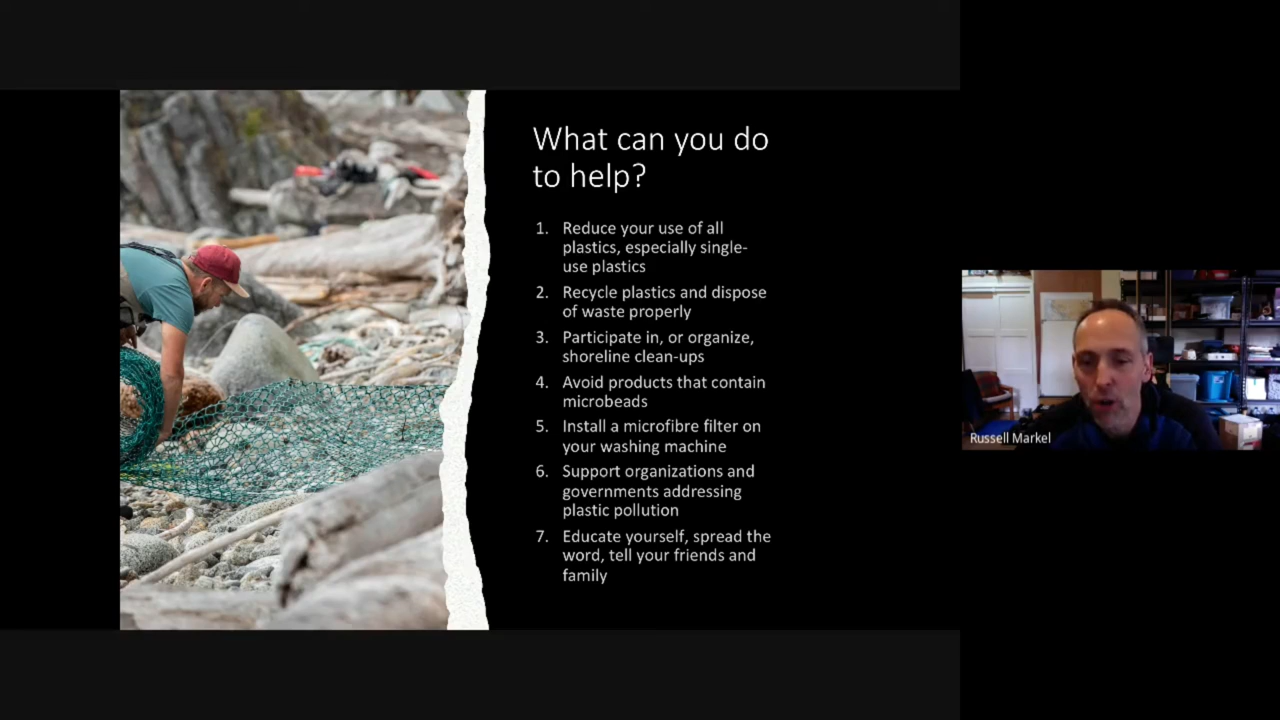 What can you do
to help?
1. Reduce your use of all
plastics, especially single-
use plastics
2. Recycle plastics and dispose
of waste properly
3. Participate in, or organize,
shoreline clean-ups
4. Avoid products that contain
microbeads
5. Install a microfibre filter on
your washing machine
6. Support organizations and
governments addressing
plastic pollution
7. Educate yourself, spread the
word, tell your friends and
family
Russell Markel